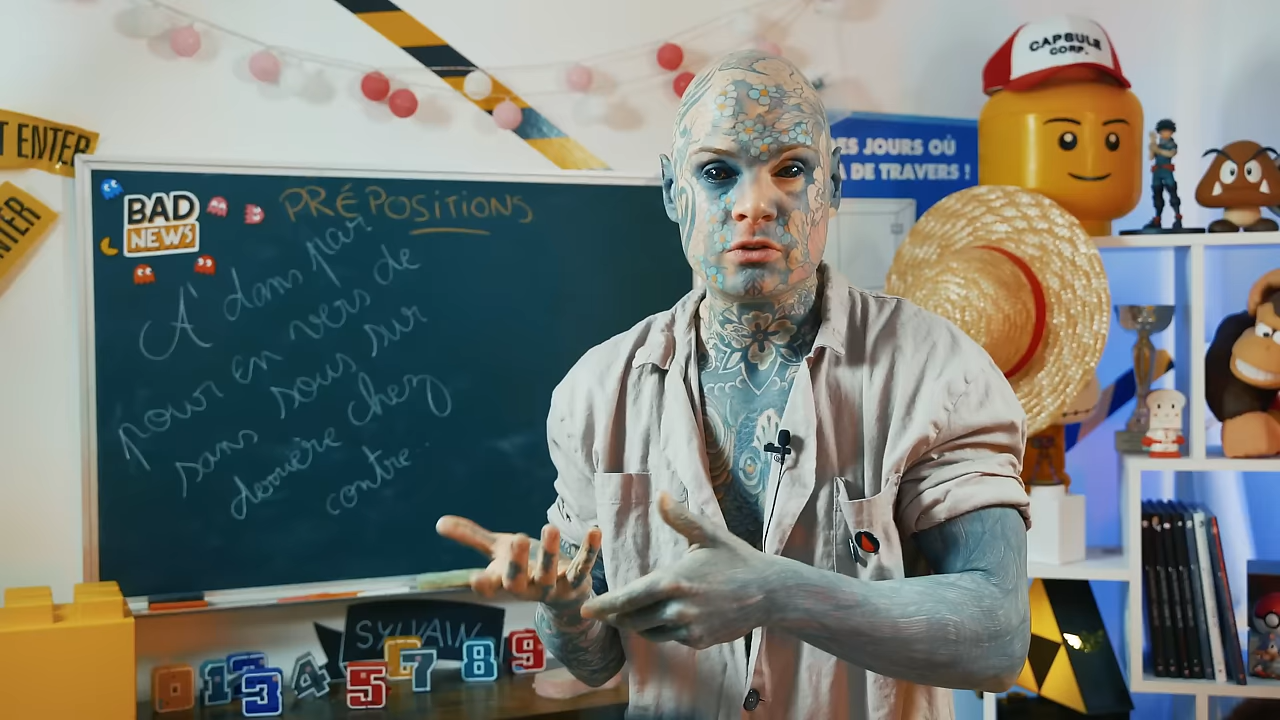 CAPSULE
CORP.
T ENTER
ENTER
ES JOURS OÙ
A DE TRAVERS !
BAD
NEWS
PRÉPOSITIONS
A' dans par
pour en vers de
sans sous sur
derrière chez
contre
SYLVAIN
0 1 2 3 4 5 6 7 8 9